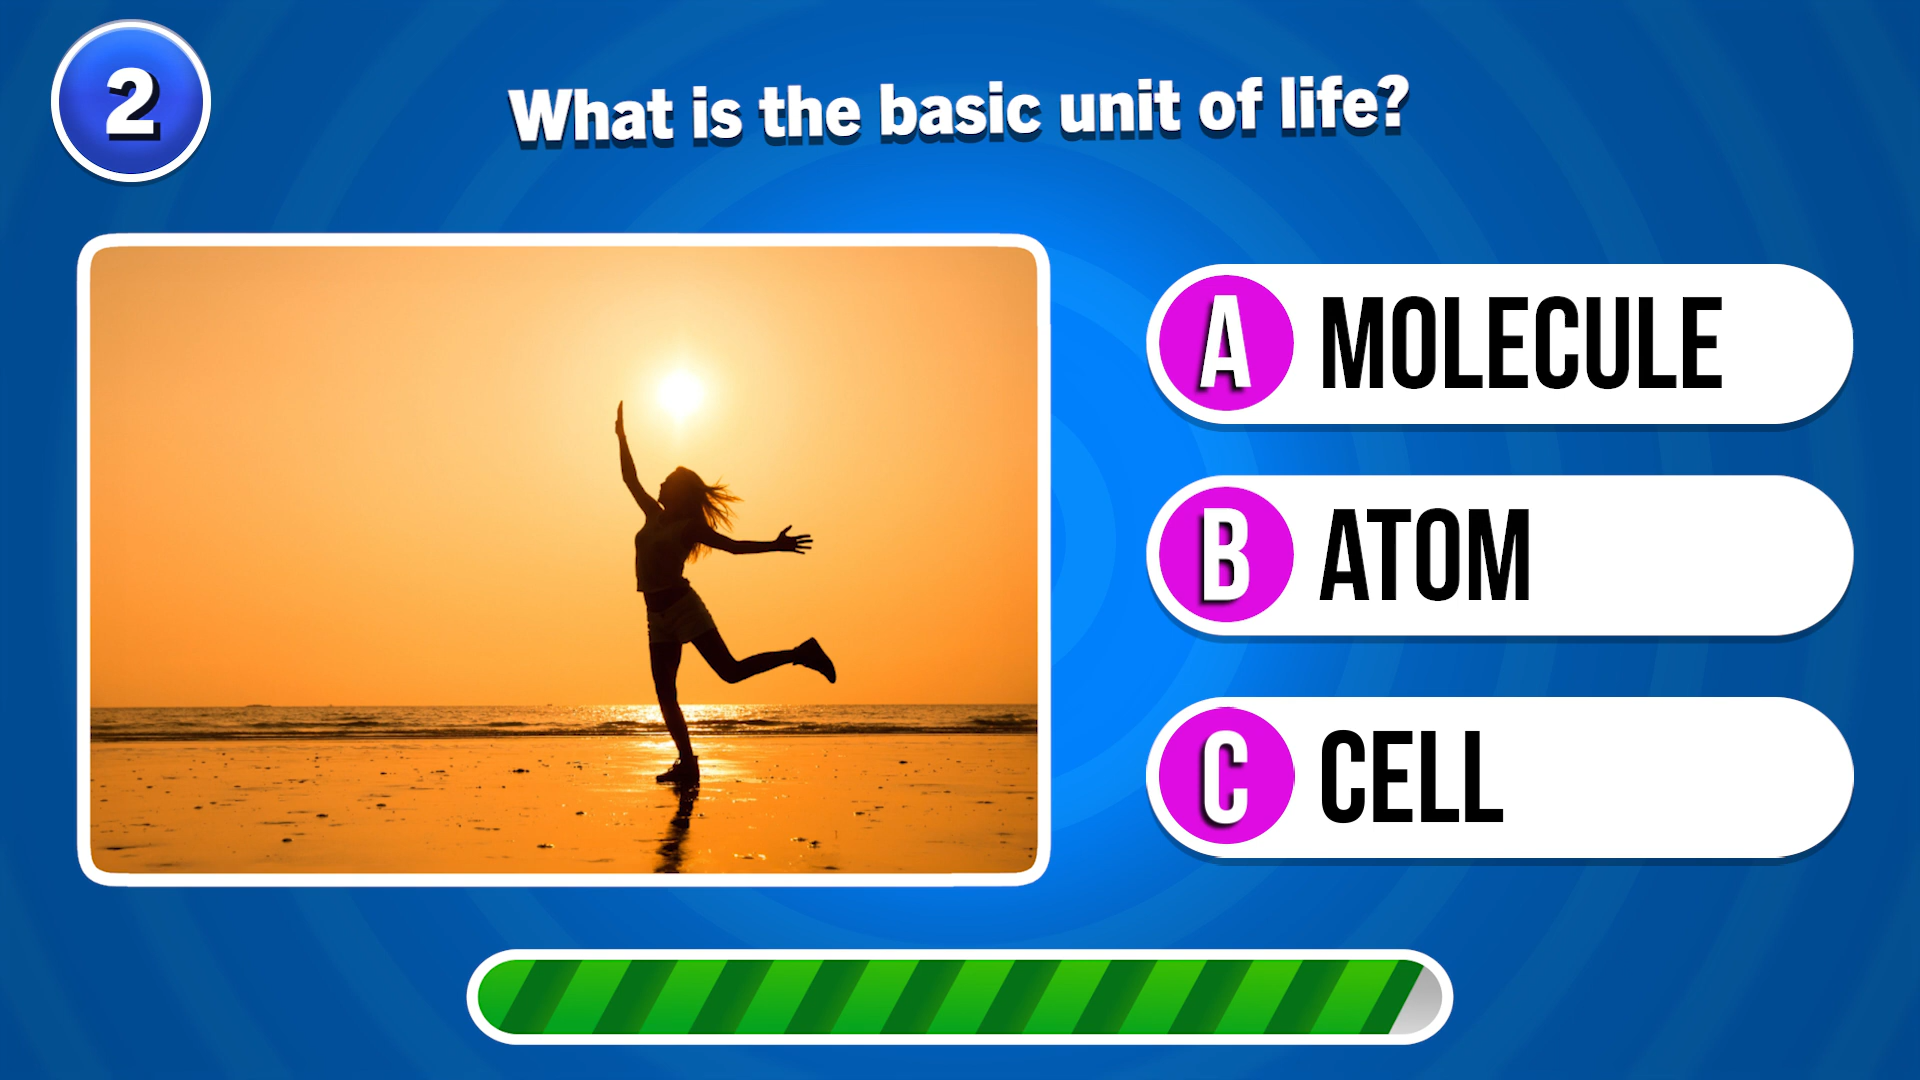 2
What is the basic unit of life?
A MOLECULE
B ATOM
C CELL